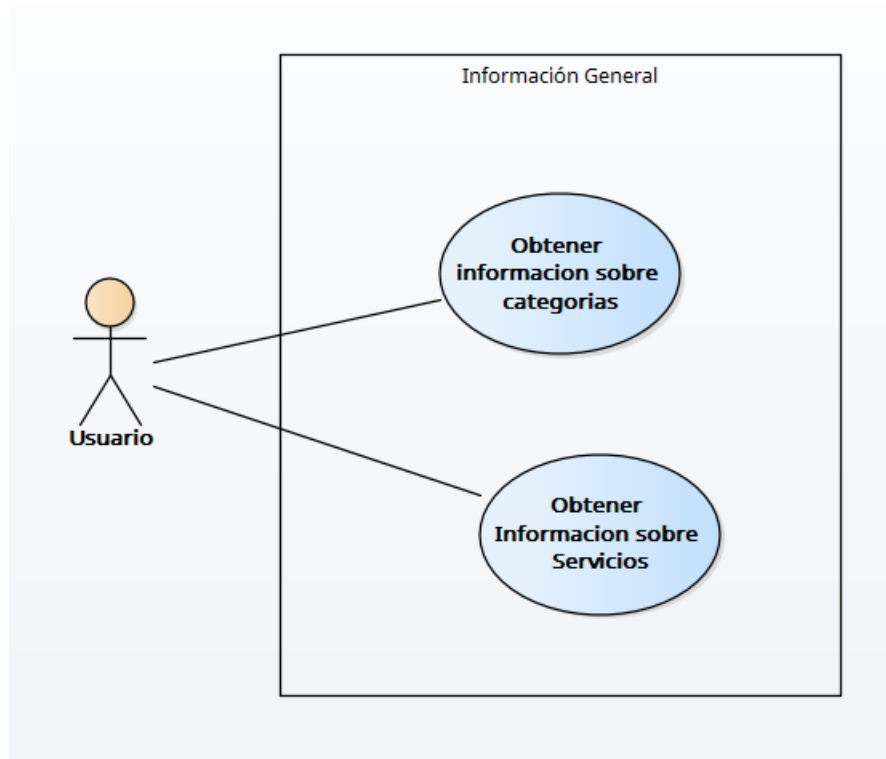 Información General
Obtener
informacion sobre
categorias
Usuario
Obtener
Informacion sobre
Servicios